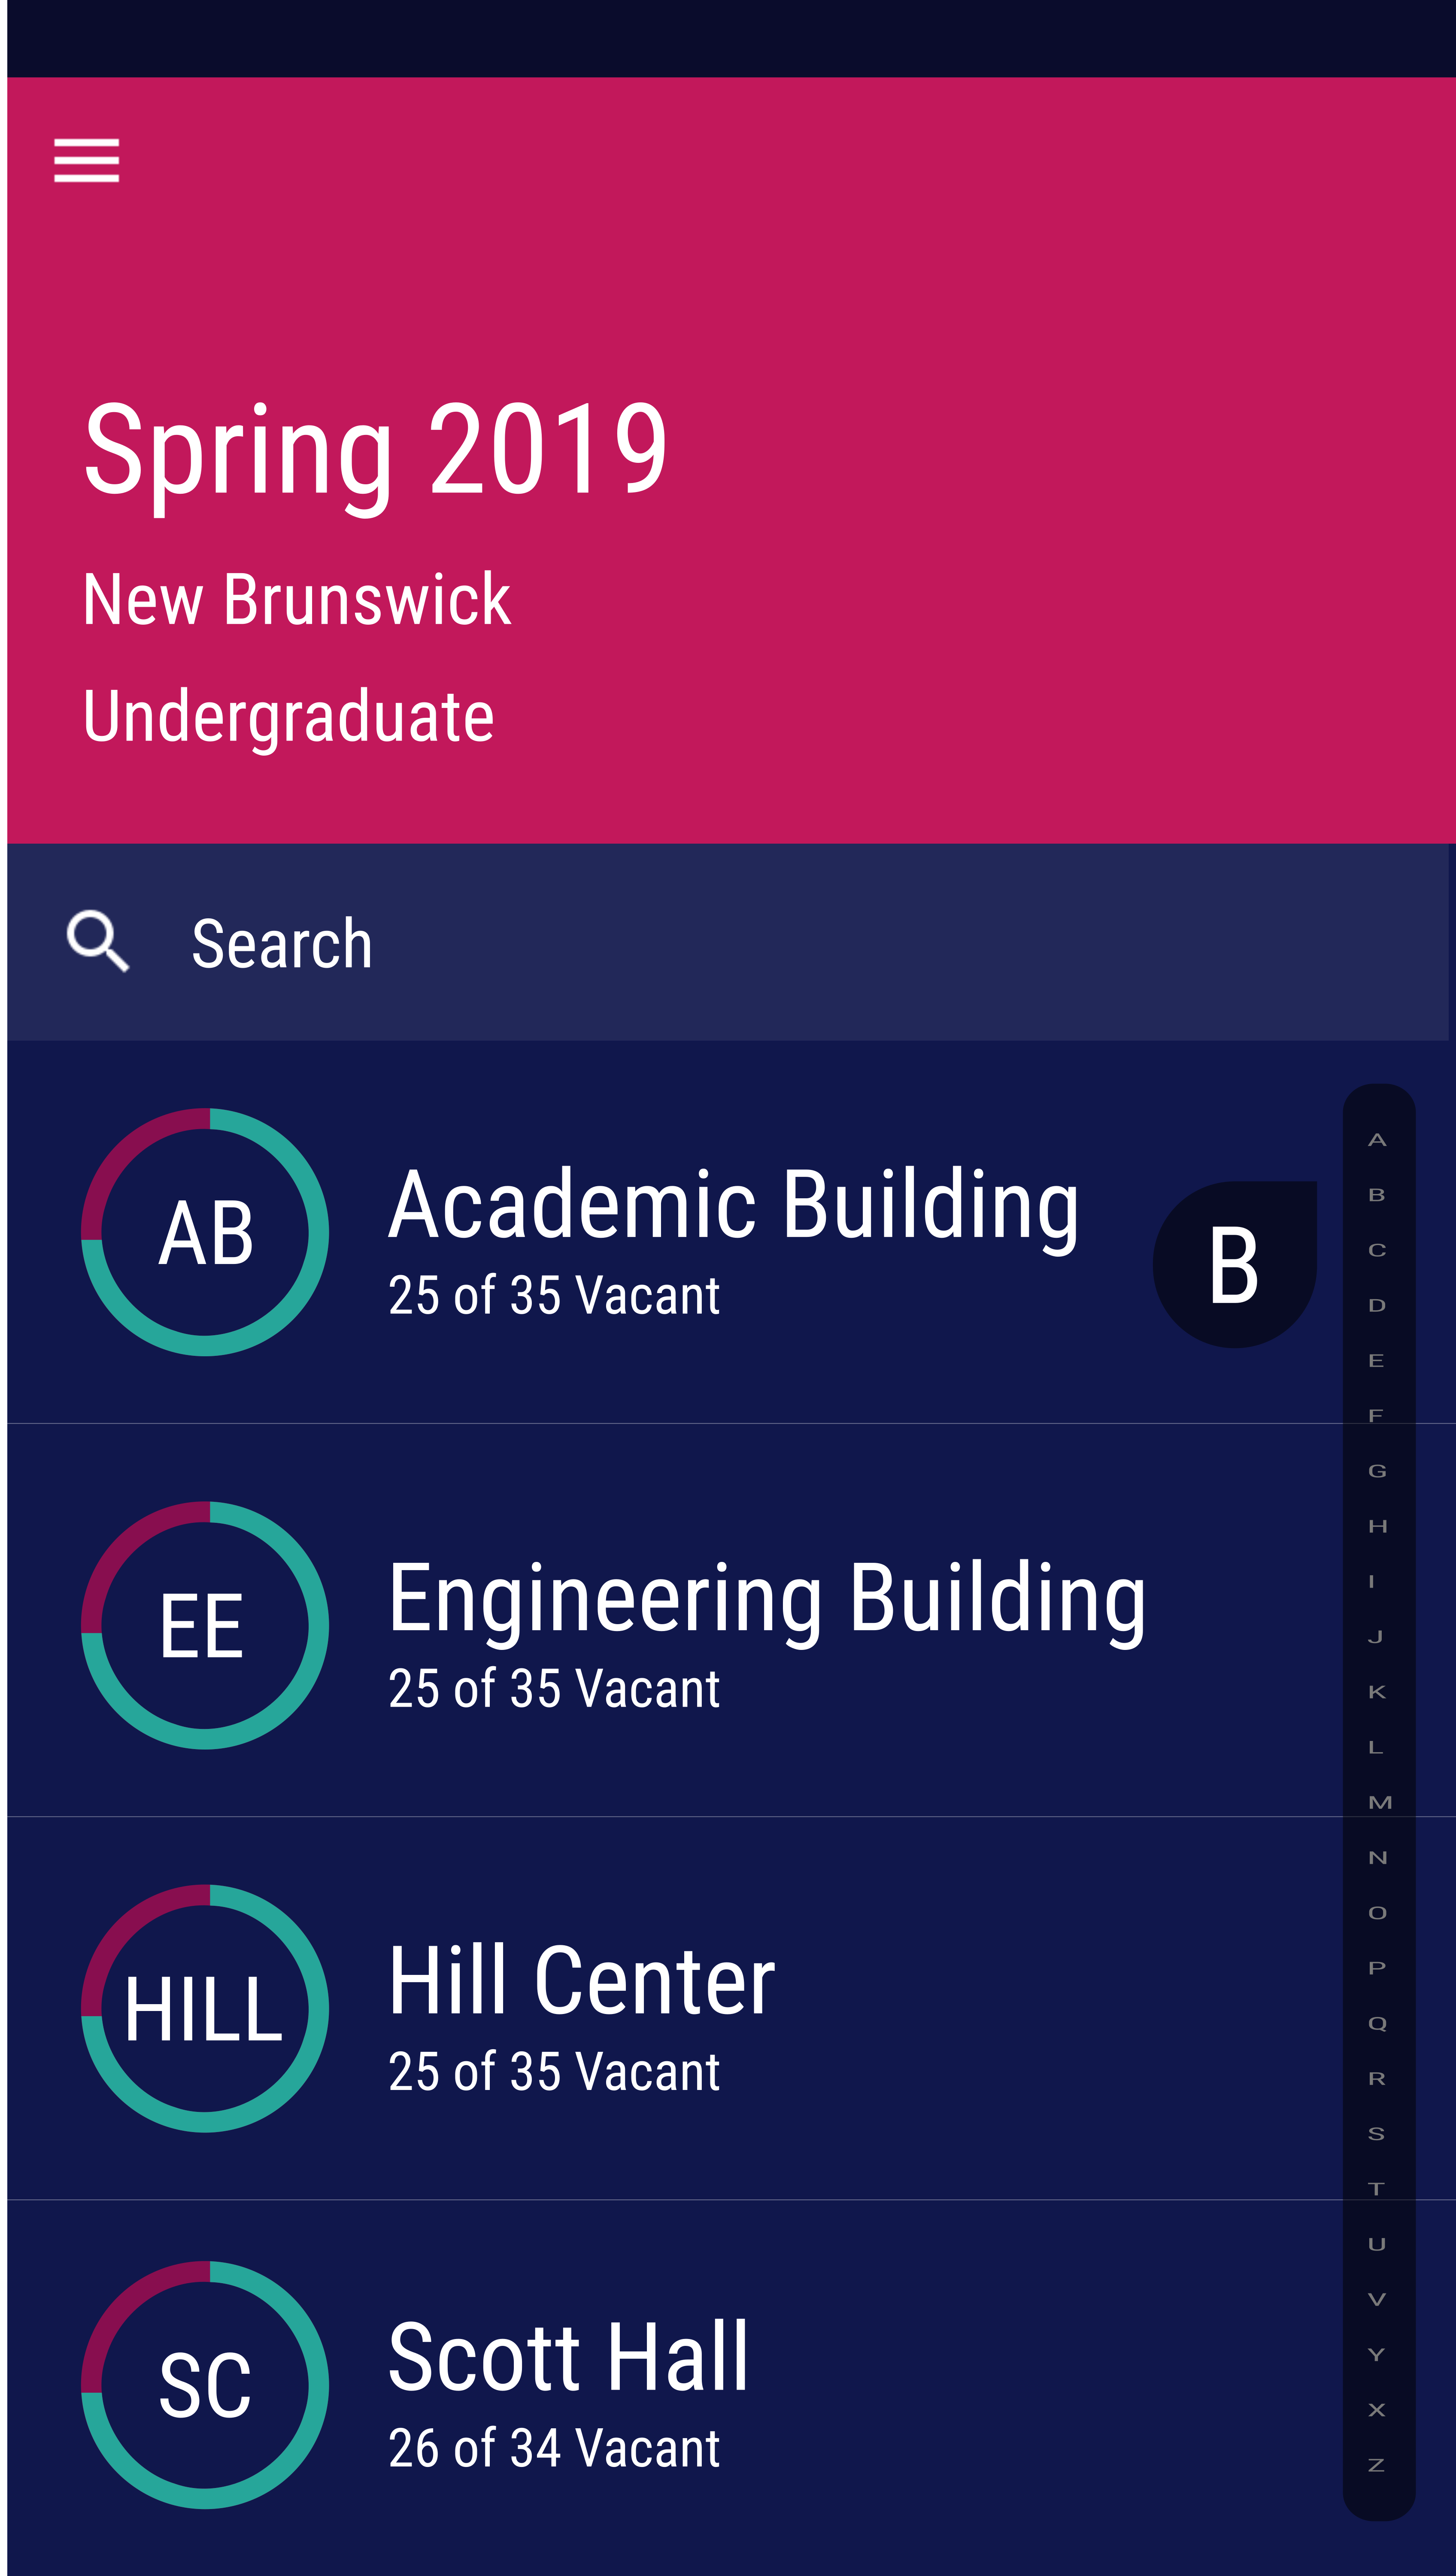 Spring 2019
New Brunswick
Undergraduate
Search
AB
Academic Building
25 of 35 Vacant
B
EE
Engineering Building
25 of 35 Vacant
HILL
Hill Center
25 of 35 Vacant
SC
Scott Hall
26 of 34 Vacant
A
B
C
D
E
F
G
H
I
J
K
L
M
N
O
P
Q
R
S
T
U
V
Y
X
Z